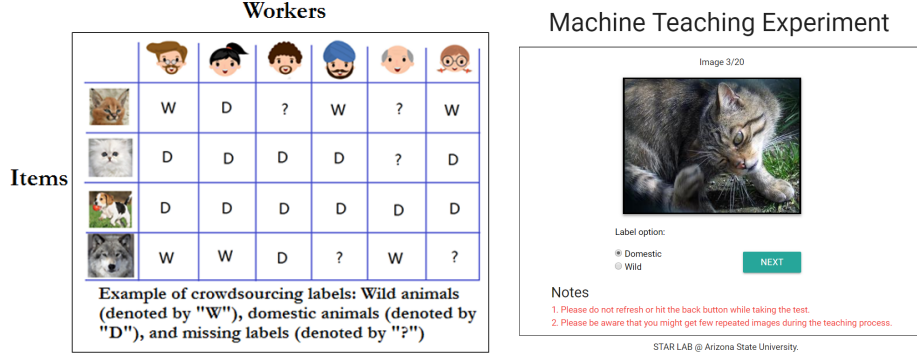 Workers
Items
W D ? W ? W
D D D D ? D
D D D D D D
W W D ? W ?
Example of crowdsourcing labels: Wild animals
(denoted by "W"), domestic animals (denoted by
"D"), and missing labels (denoted by "?")
Machine Teaching Experiment
Image 3/20
Label option:
Domestic
Wild
NEXT
Notes
1. Please do not refresh or hit the back button while taking the test.
2. Please be aware that you might get few repeated images during the teaching process.
STAR LAB @ Arizona State University.